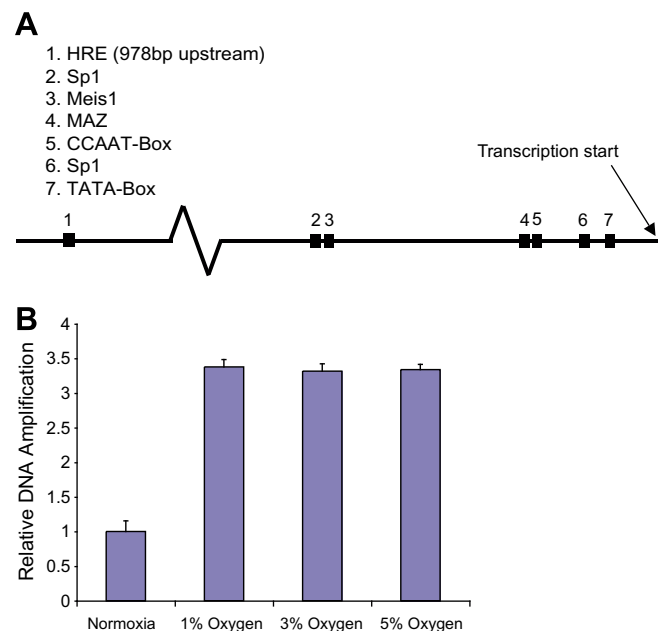 A
1. HRE (978bp upstream)
2. Sp1
3. Meis1
4. MAZ
5. CCAAT-Box
6. Sp1
7. TATA-Box
Transcription start
1 2 3 4 5 6 7
B
Relative DNA Amplification
4
3.5
3
2.5
2
1.5
1
0.5
0
Normoxia 1% Oxygen 3% Oxygen 5% Oxygen